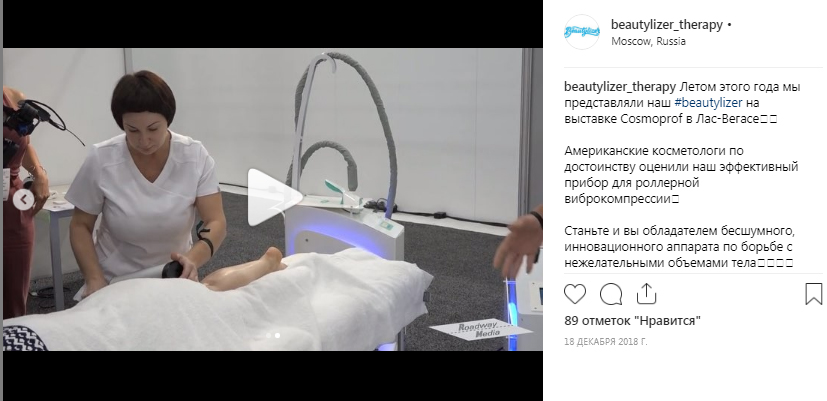 Beautylizer
beautylizer_therapy •
Moscow, Russia
beautylizer_therapy Летом этого года мы
представляли наш #beautylizer на
выставке Cosmoprof в Лас-Вегасе
Американские косметологи по
достоинству оценили наш эффективный
прибор для роллерной
виброкомпрессии
Станьте и вы обладателем бесшумного,
инновационного аппарата по борьбе с
нежелательными объемами тела
89 отметок "Нравится"
18 ДЕКАБРЯ 2018 Г.
Roadway
Media